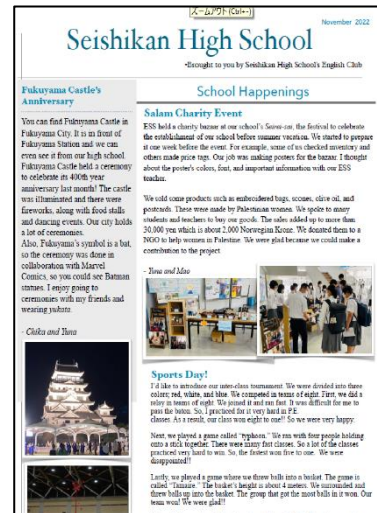 ズームアウト (Ctrl+-)
November 2022
Seishikan High School
•Brought to you by Seishikan High School's English Club
Fukuyama Castle's
Anniversary
You can find Fukuyama Castle in
Fukuyama City. It is in front of
Fukuyama Station and we can
even see it from our high school.
Fukuyama Castle held a ceremony
to celebrate its 400th year
anniversary last month! The castle
was illuminated and there were
fireworks, along with food stalls
and dancing events. Our city holds
a lot of ceremonies.
Also, Fukuyama's symbol is a bat,
so the ceremony was done in
collaboration with Marvel
Comics, so you could see Batman
statues. I enjoy going to
ceremonies with my friends and
wearing yukata.
- Chika and Yuna
School Happenings
Salam Charity Event
ESS held a charity bazaar at our school's Seirei-sai, the festival to celebrate
the establishment of our school before summer vacation. We started to prepare
it one week before the event. For example, some of us checked inventory and
others made price tags. Our job was making posters for the bazaar. I thought
about the poster's colors, font, and important information with our ESS
teacher.
We sold some products such as embroidered bags, scones, olive oil, and
postcards. These were made by Palestinian women. We spoke to many
students and teachers to buy our goods. The sales added up to more than
30,000 yen which is about 2,000 Norwegian Krone. We donated them to a
NGO to help women in Palestine. We were glad because we could make a
contribution to the project.
- Yuna and Mao
Sports Day!
I'd like to introduce our inter-class tournament. We were divided into three
colors; red, white, and blue. We competed in teams of eight. First, we did a
relay in teams of eight. We joined it and ran fast. It was difficult for me to
pass the baton. So, I practiced for it very hard in P.E.
classes. As a result, our class won eight to one!! So we were very happy.
Next, we played a game called "typhoon." We ran with four people holding
onto a stick together. There were many fast classes. So a lot of the classes
practiced very hard to win. So, the fastest won five to one. We were
disappointed!!
Lastly, we played a game where we threw balls into a basket. The game is
called "Tamaire." The basket's height is about 4 meters. We surrounded and
threw balls up into the basket. The group that got the most balls in it won. Our
team won! We were glad!!